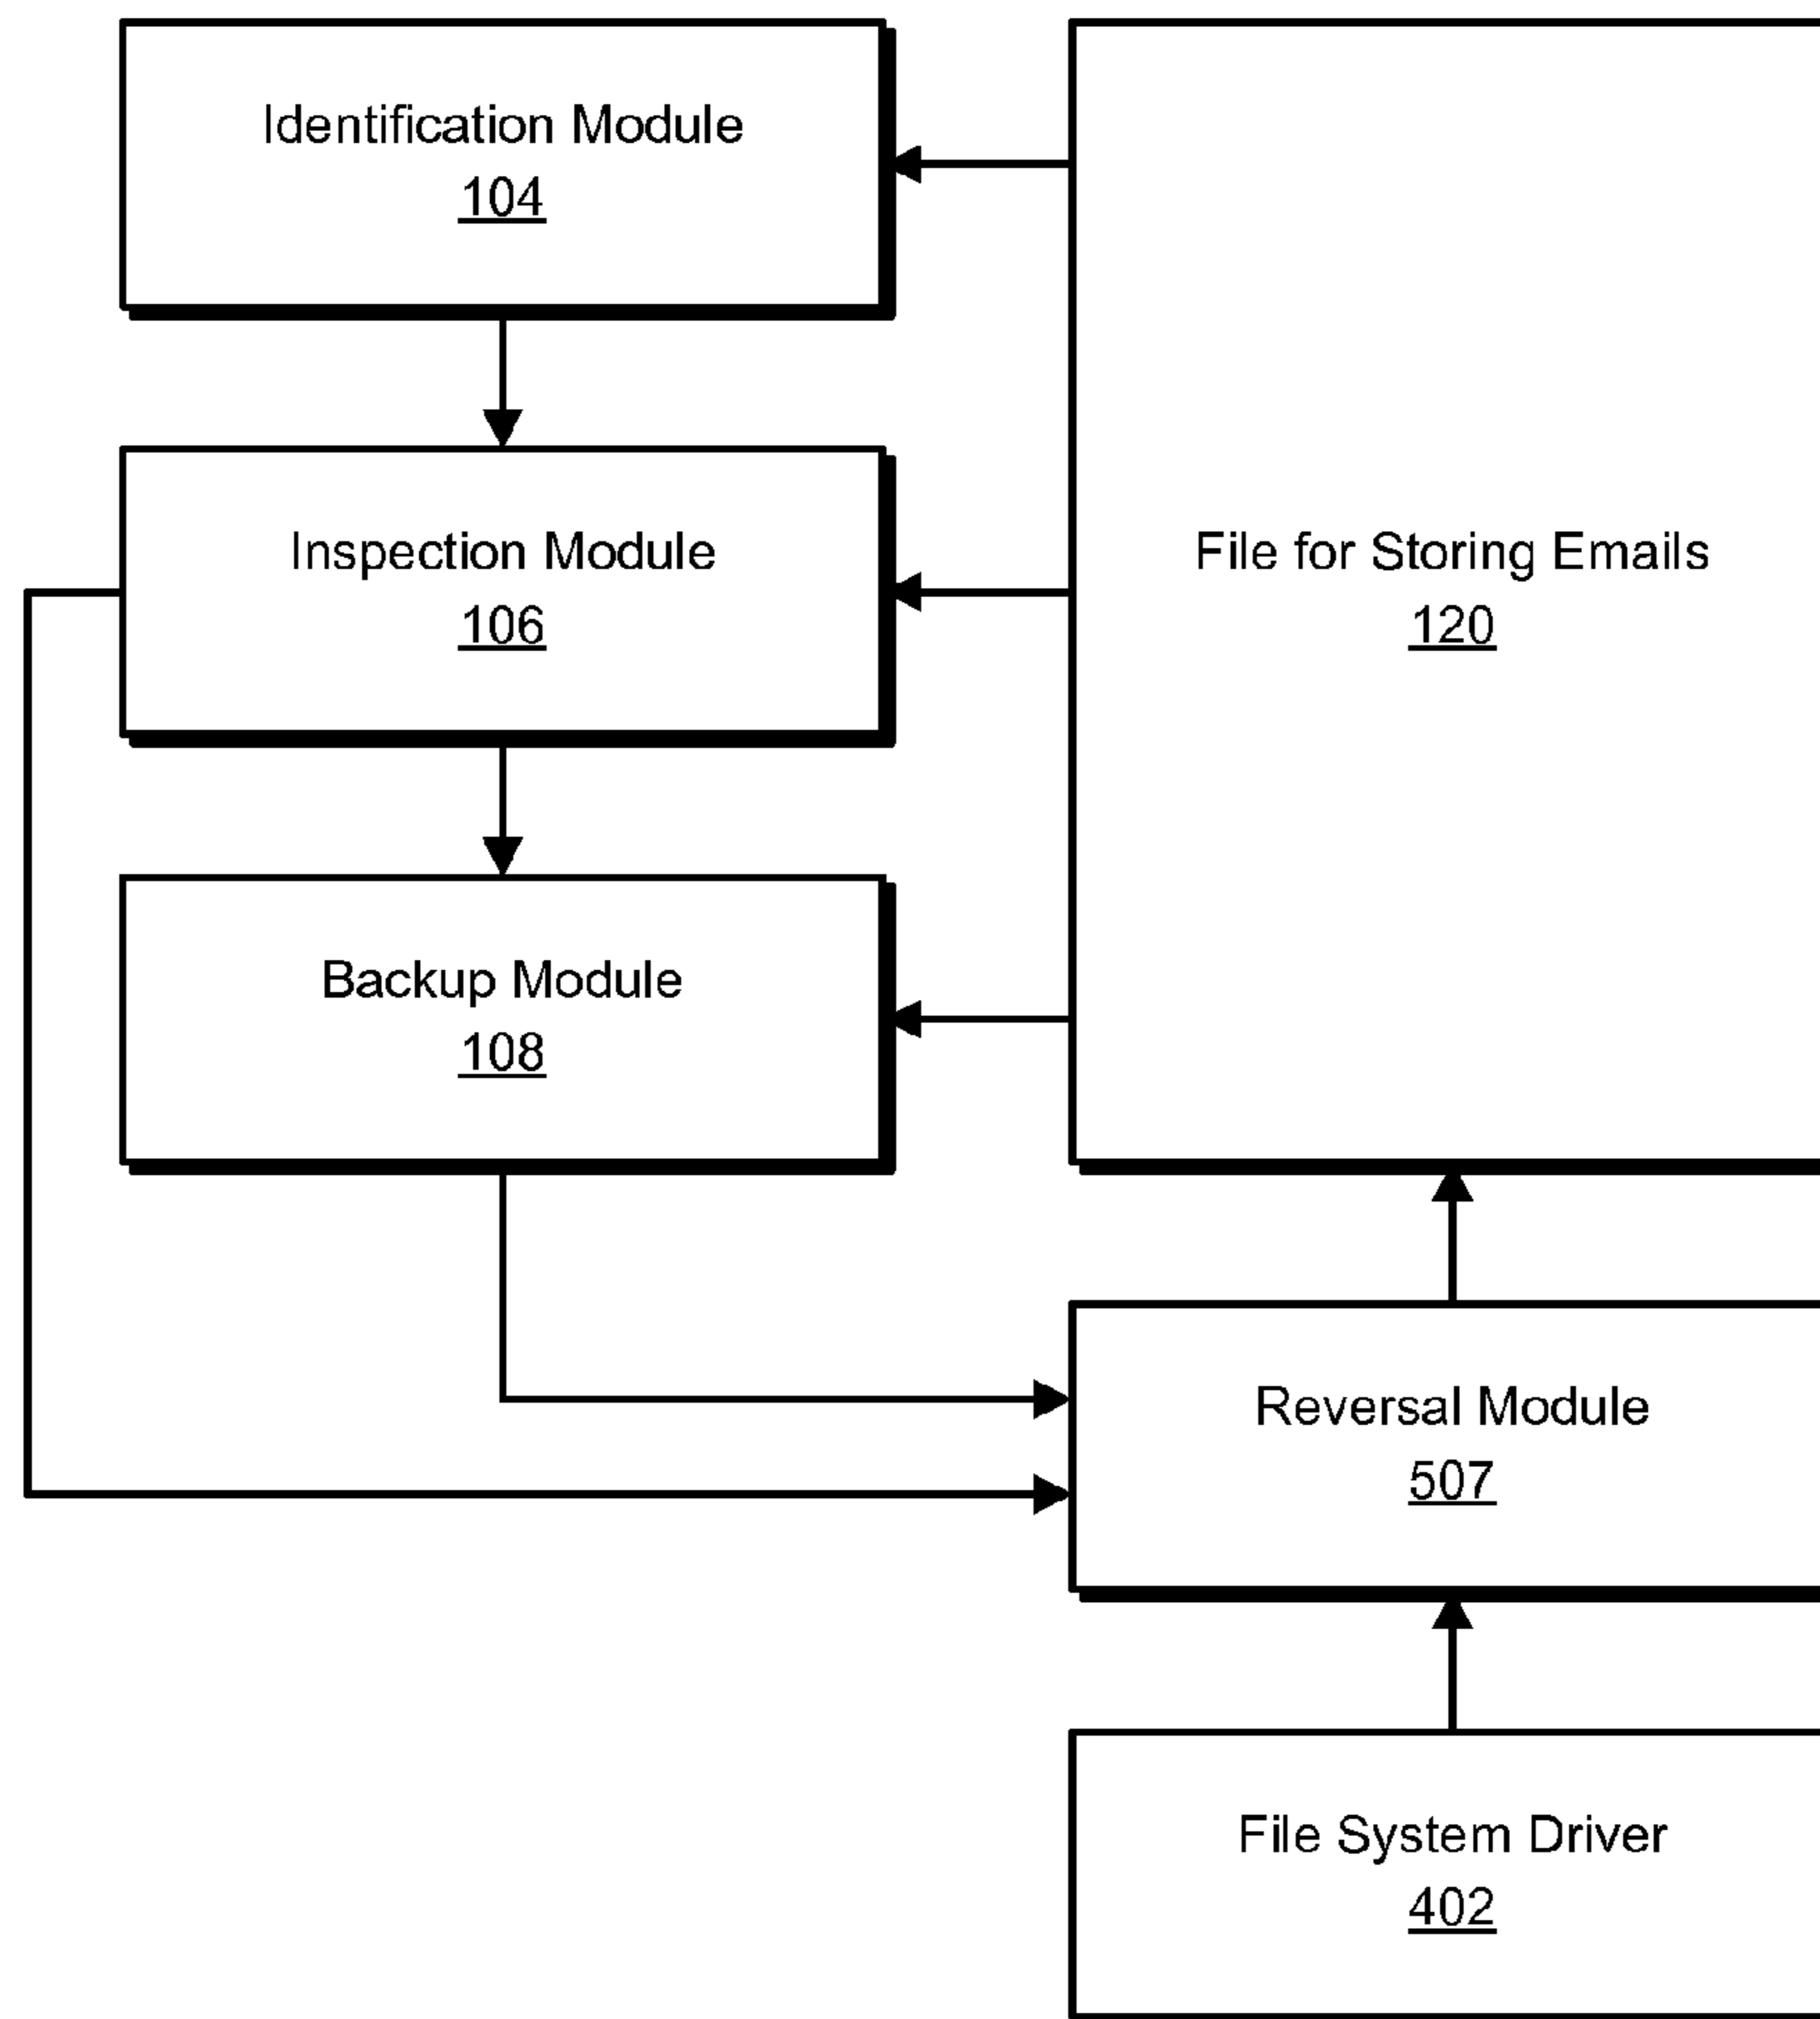 Identification Module
104
Inspection Module
106
File for Storing Emails
120
Backup Module
108
Reversal Module
507
File System Driver
402